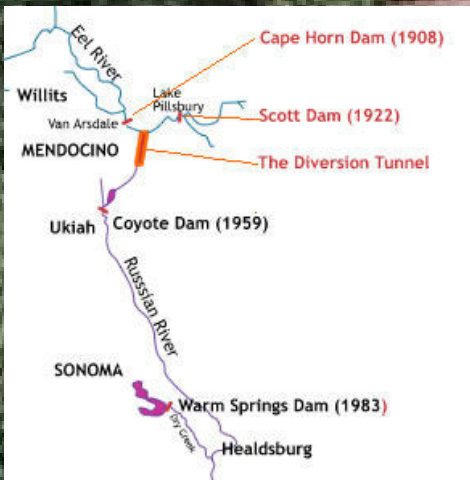 Eel River
Cape Horn Dam (1908)
Willits
Lake
Pillsbury
Scott Dam (1922)
Van Arsdale
MENDOCINO
The Diversion Tunnel
Ukiah
Coyote Dam (1959)
Russsian River
SONOMA
Warm Springs Dam (1983)
Dry Creek
Healdsburg